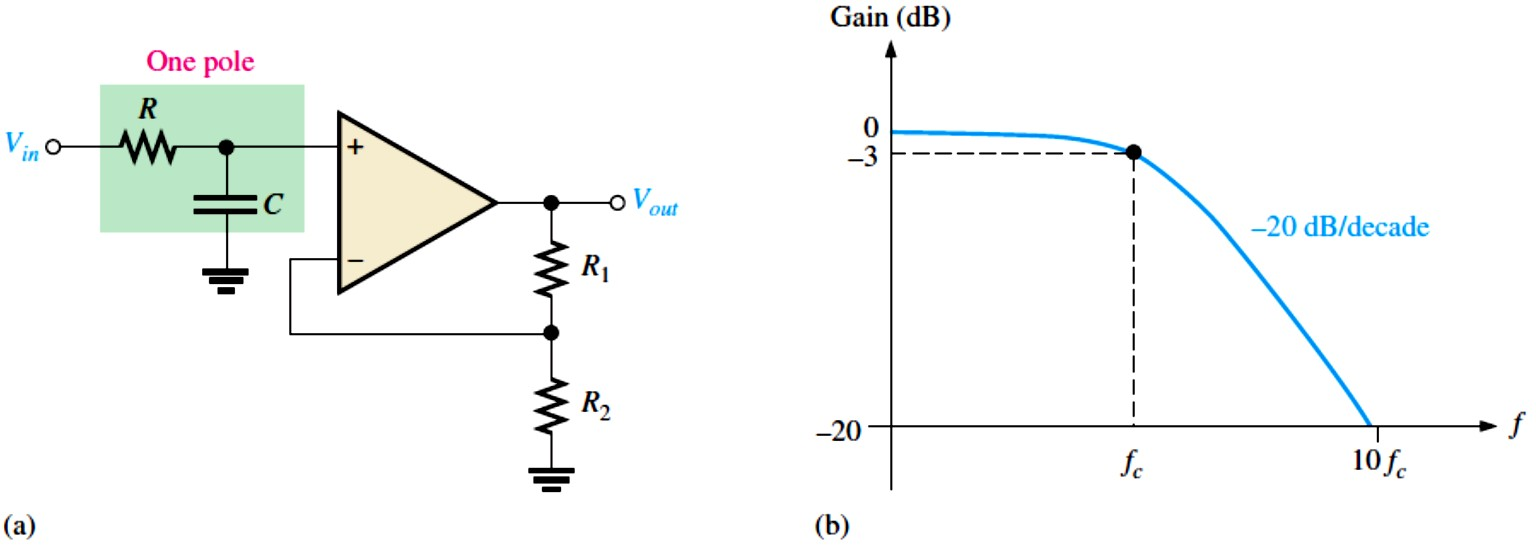 One pole
R
V_in
+
C
V_out
−
R_1
R_2
(a)
Gain (dB)
0
−3
−20 dB/decade
−20
f
f_c
10 f_c
(b)